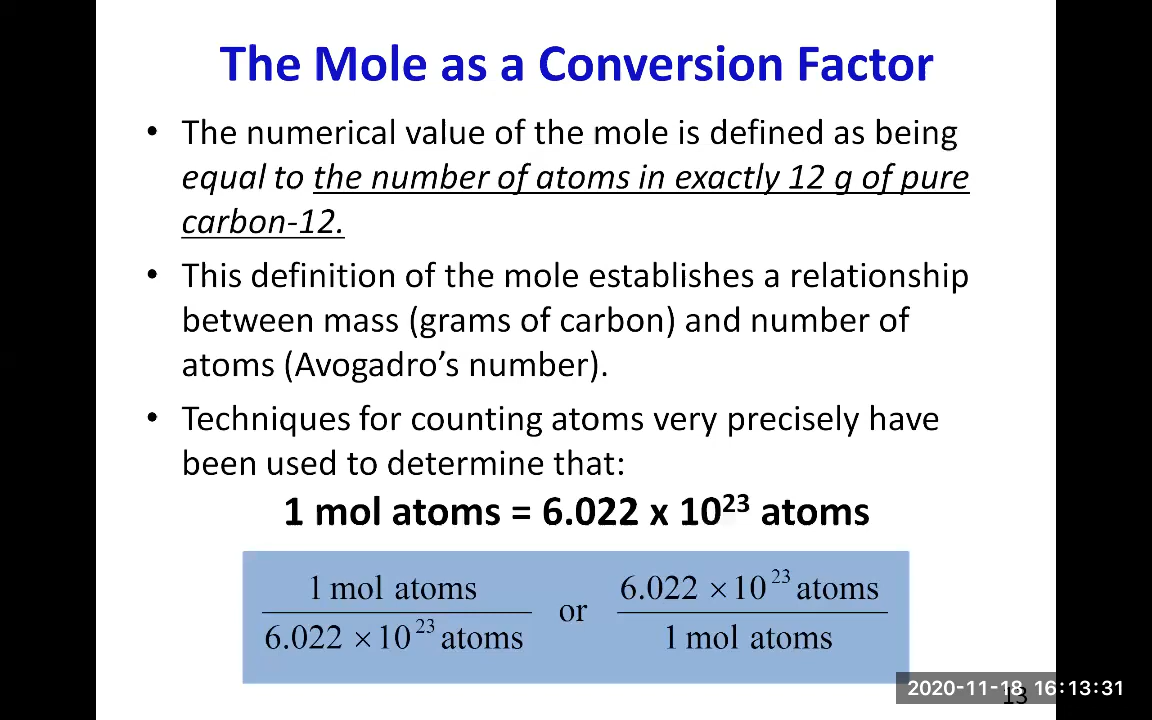 The Mole as a Conversion Factor
• The numerical value of the mole is defined as being
equal to the number of atoms in exactly 12 g of pure
carbon-12.
• This definition of the mole establishes a relationship
between mass (grams of carbon) and number of
atoms (Avogadro’s number).
• Techniques for counting atoms very precisely have
been used to determine that:
1 mol atoms = 6.022 x 10²³ atoms
1 mol atoms
6.022 × 10²³ atoms
or
6.022 × 10²³ atoms
1 mol atoms
2020-11-18 16:13:31
13